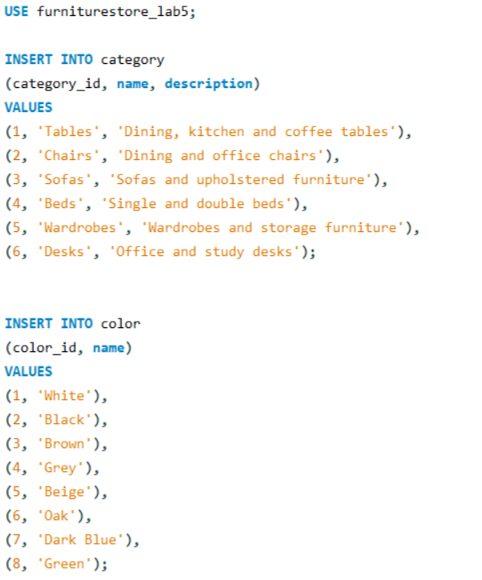 USE furniturestore_lab5;
INSERT INTO category
(category_id, name, description)
VALUES
(1, 'Tables', 'Dining, kitchen and coffee tables'),
(2, 'Chairs', 'Dining and office chairs'),
(3, 'Sofas', 'Sofas and upholstered furniture'),
(4, 'Beds', 'Single and double beds'),
(5, 'Wardrobes', 'Wardrobes and storage furniture'),
(6, 'Desks', 'Office and study desks');
INSERT INTO color
(color_id, name)
VALUES
(1, 'White'),
(2, 'Black'),
(3, 'Brown'),
(4, 'Grey'),
(5, 'Beige'),
(6, 'Oak'),
(7, 'Dark Blue'),
(8, 'Green');